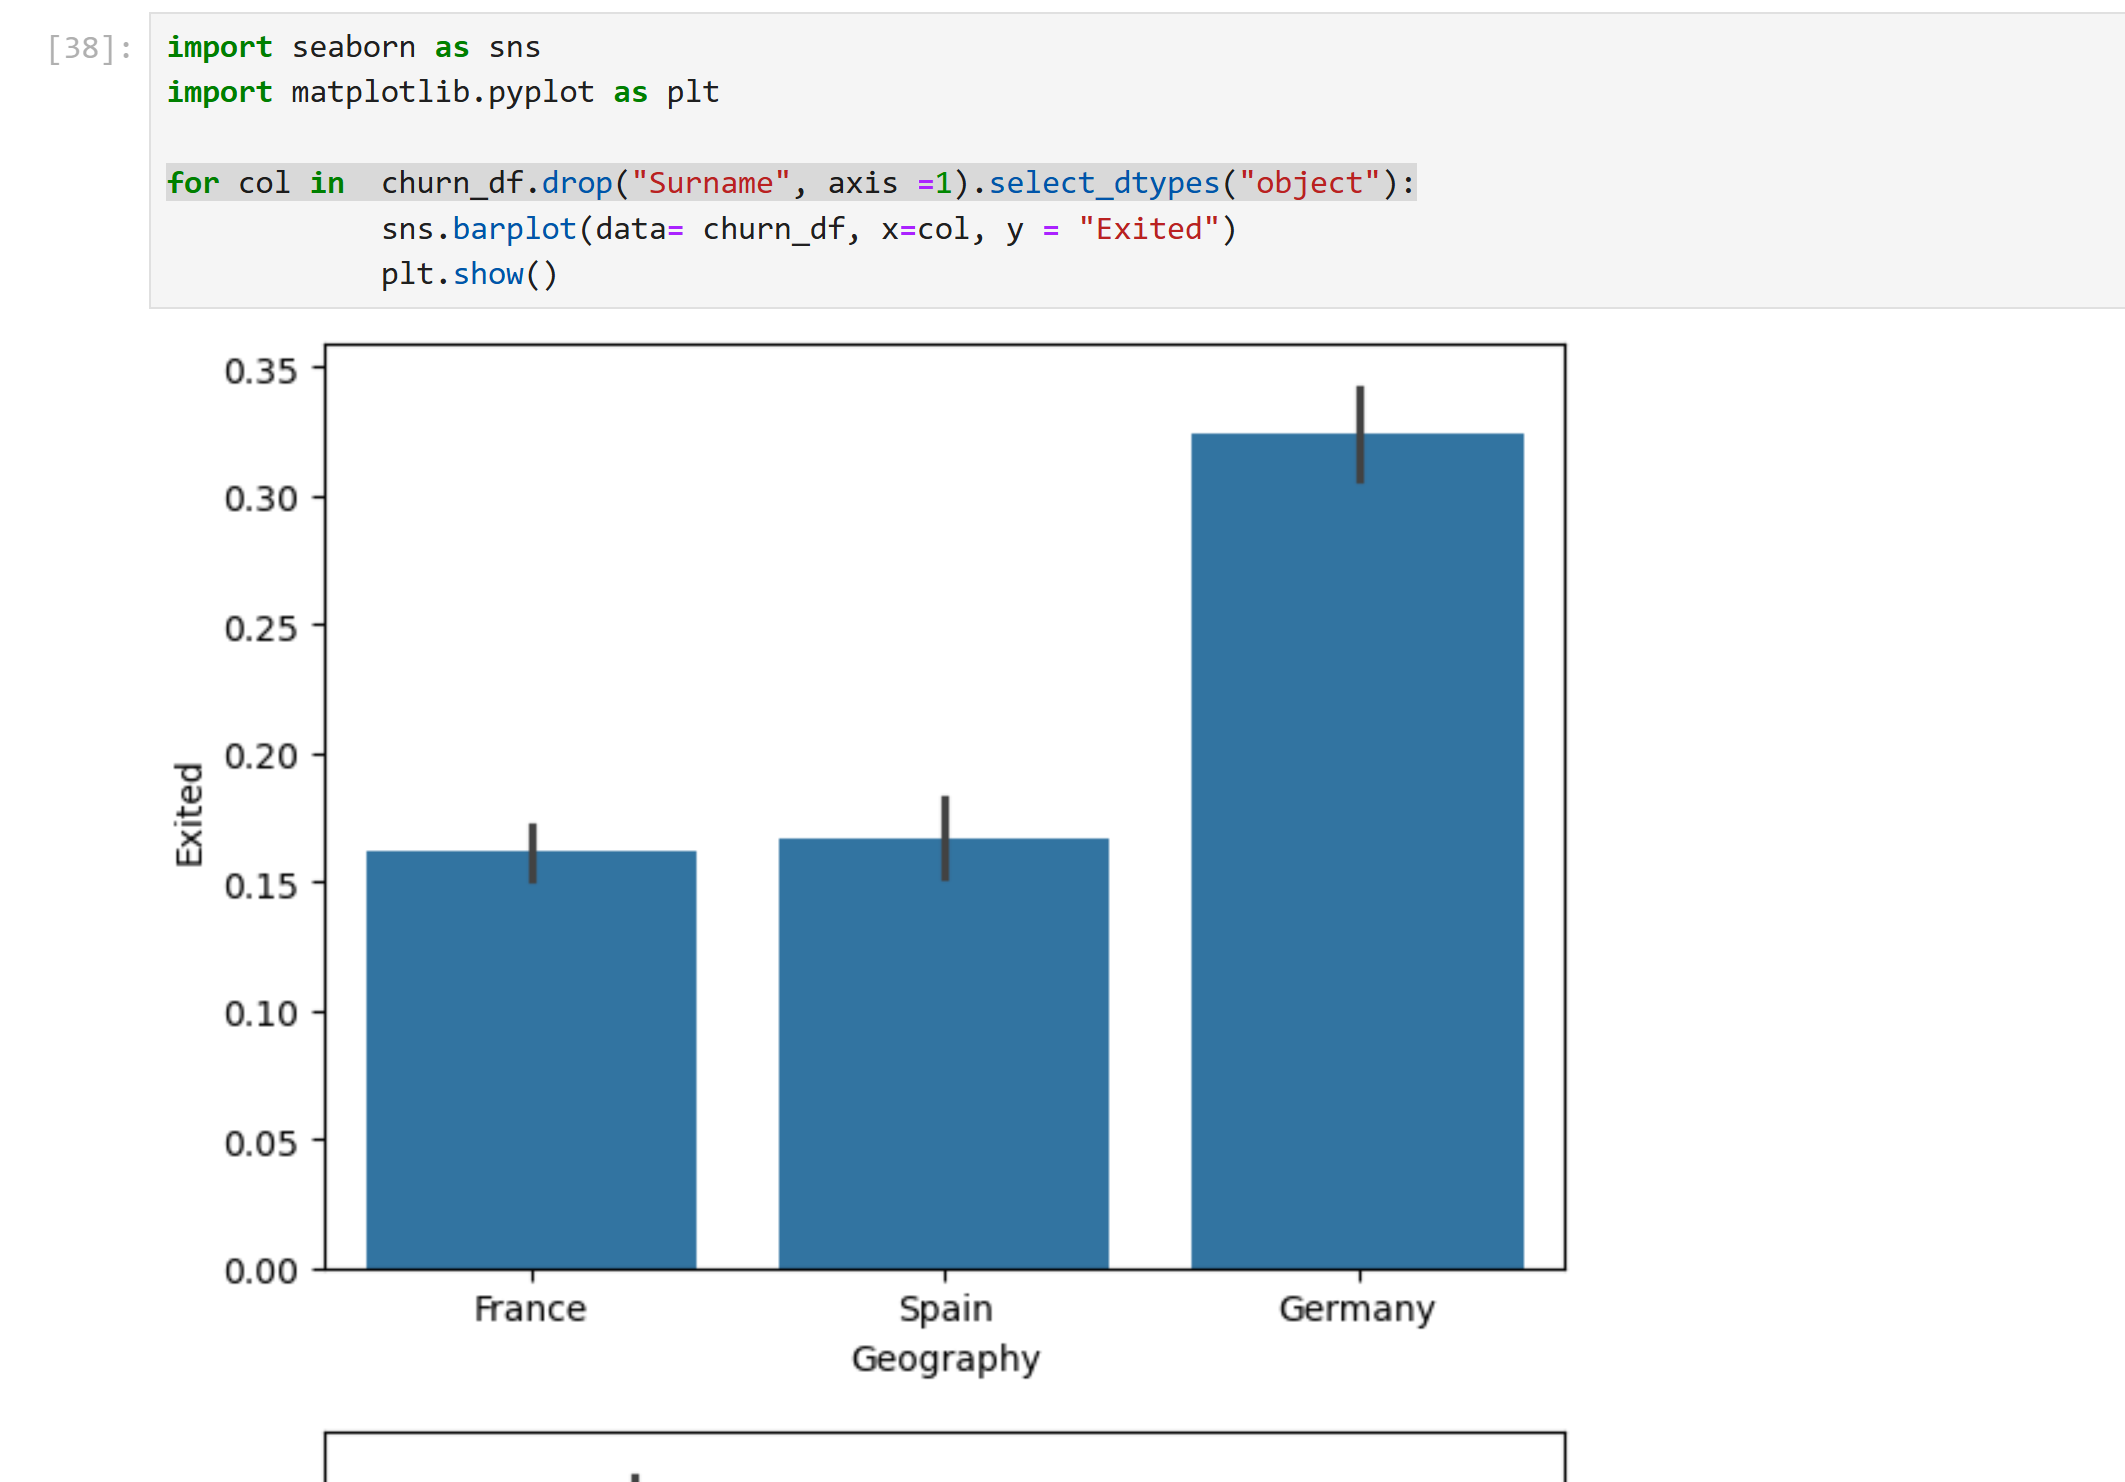 [38]: import seaborn as sns
import matplotlib.pyplot as plt
for col in  churn_df.drop("Surname", axis =1).select_dtypes("object"):
            sns.barplot(data= churn_df, x=col, y = "Exited")
            plt.show()
0.35
0.30
0.25
0.20
0.15
0.10
0.05
0.00
Exited
France Spain Germany
Geography